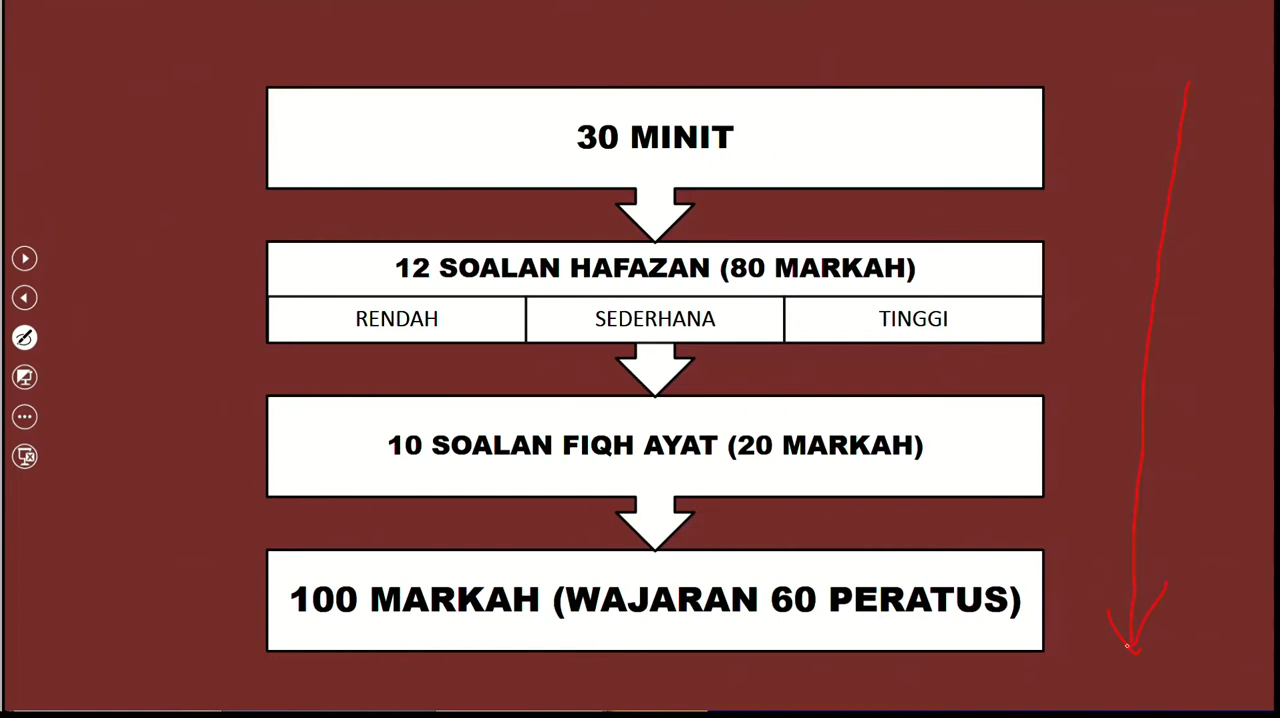 30 MINIT
12 SOALAN HAFAZAN (80 MARKAH)
RENDAH
SEDERHANA
TINGGI
10 SOALAN FIQH AYAT (20 MARKAH)
100 MARKAH (WAJARAN 60 PERATUS)